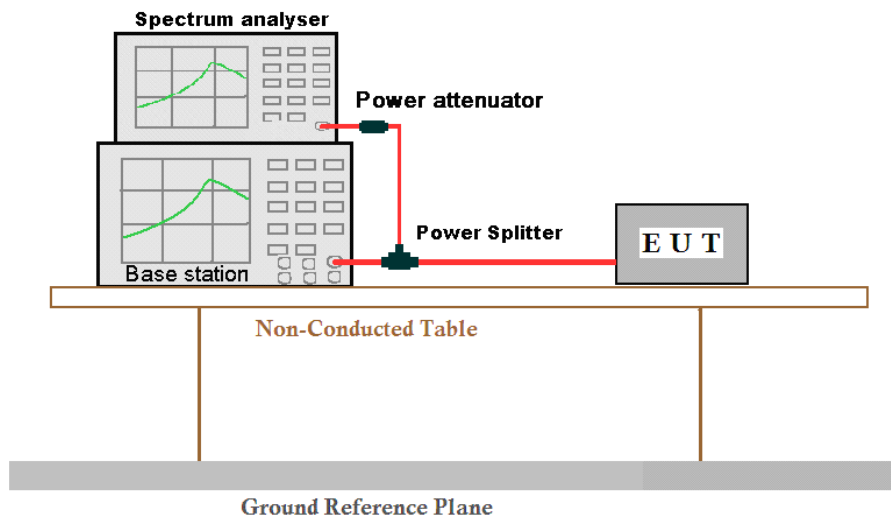 Spectrum analyser
Power attenuator
Power Splitter
E U T
Base station
Non-Conducted Table
Ground Reference Plane